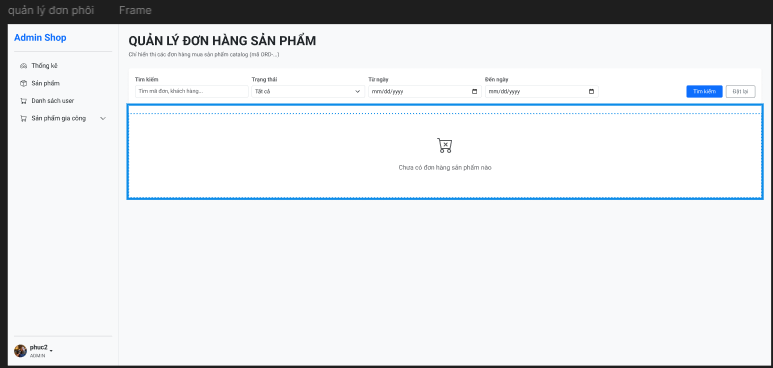 quản lý đơn phôi
Frame
Admin Shop
Thống kê
Sản phẩm
Danh sách user
Sản phẩm gia công
phuc2
ADMIN
QUẢN LÝ ĐƠN HÀNG SẢN PHẨM
Chỉ hiển thị các đơn hàng mua sản phẩm catalog (mã ORD-...)
Tìm kiếm
Trạng thái
Từ ngày
Đến ngày
Tìm mã đơn, khách hàng...
Tất cả
mm/dd/yyyy
mm/dd/yyyy
Tìm kiếm
Đặt lại
Chưa có đơn hàng sản phẩm nào.